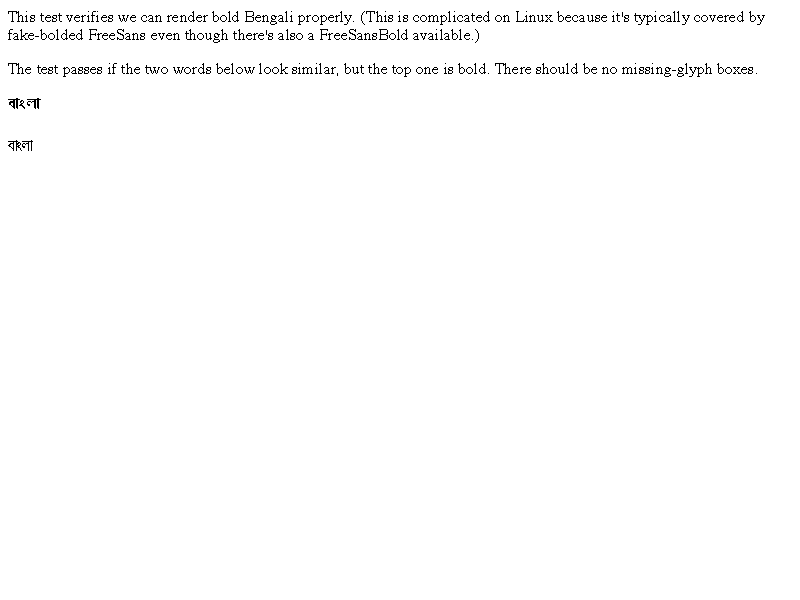 This test verifies we can render bold Bengali properly. (This is complicated on Linux because it's typically covered by
fake-bolded FreeSans even though there's also a FreeSansBold available.)
The test passes if the two words below look similar, but the top one is bold. There should be no missing-glyph boxes.
বাংলা
বাংলা